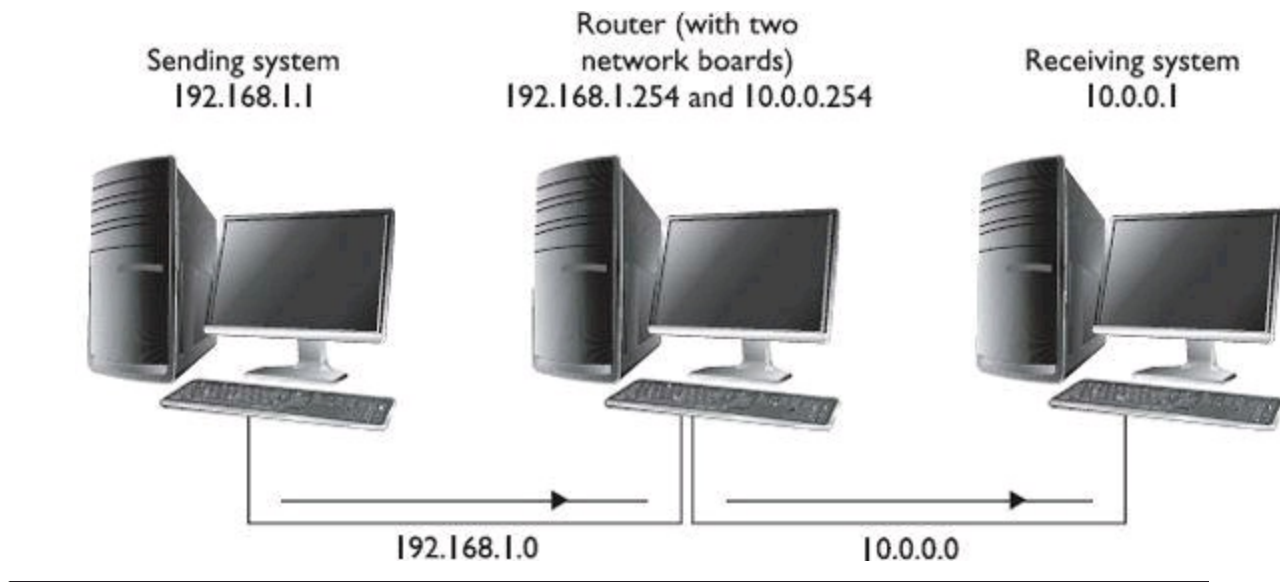 Sending system
192.168.1.1
Router (with two
network boards)
192.168.1.254 and 10.0.0.254
Receiving system
10.0.0.1
192.168.1.0
10.0.0.0